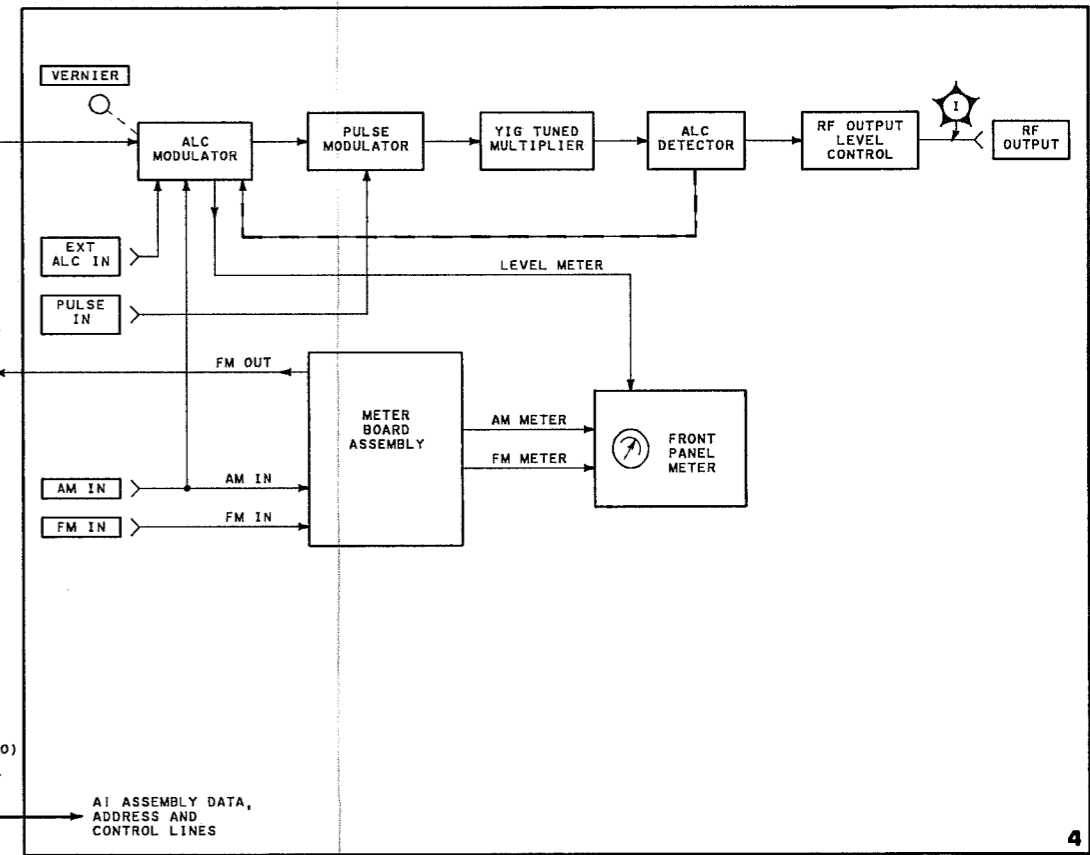 VERNIER
ALC
MODULATOR
PULSE
MODULATOR
YIG TUNED
MULTIPLIER
ALC
DETECTOR
RF OUTPUT
LEVEL
CONTROL
I
RF
OUTPUT
EXT
ALC IN
LEVEL METER
PULSE
IN
FM OUT
METER
BOARD
ASSEMBLY
AM METER
FM METER
FRONT
PANEL
METER
AM IN
AM IN
FM IN
FM IN
O)
A1 ASSEMBLY DATA,
ADDRESS AND
CONTROL LINES
4